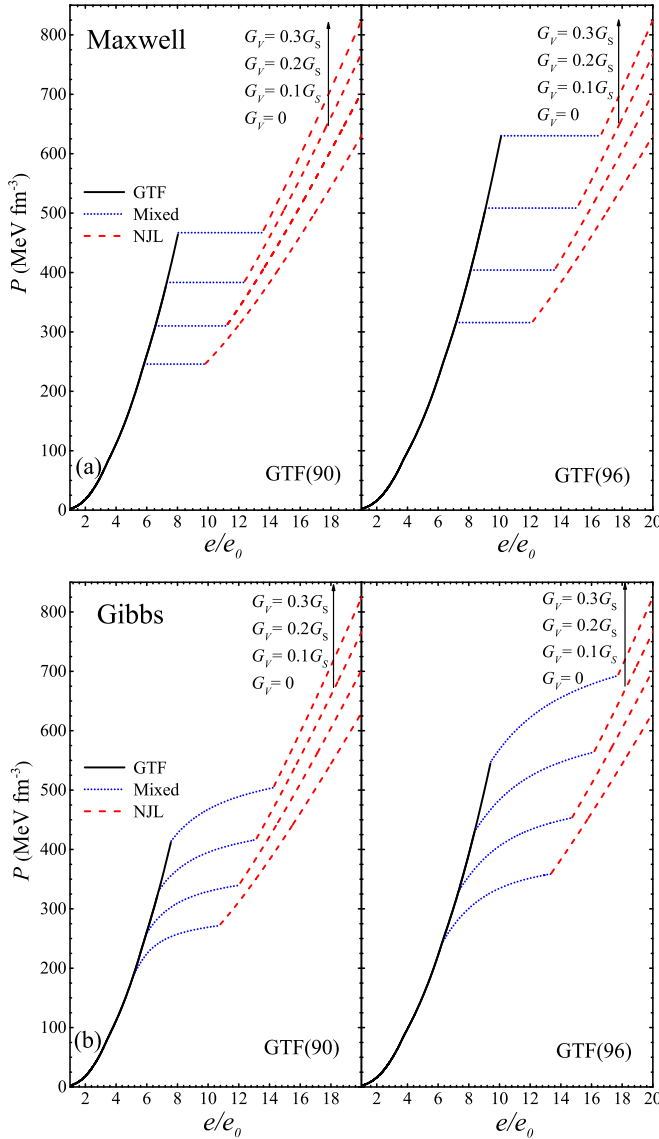 Maxwell
G_V = 0.3G_S
G_V = 0.2G_S
G_V = 0.1G_S
G_V = 0
G_V = 0.3G_S
G_V = 0.2G_S
G_V = 0.1G_S
G_V = 0
GTF
Mixed
NJL
800
700
600
500
400
300
200
100
0
P (MeV fm⁻³)
(a)
GTF(90)
GTF(96)
2 4 6 8 10 12 14 16 18
2 4 6 8 10 12 14 16 18 20
e/e₀
e/e₀
Gibbs
G_V = 0.3G_S
G_V = 0.2G_S
G_V = 0.1G_S
G_V = 0
G_V = 0.3G_S
G_V = 0.2G_S
G_V = 0.1G_S
G_V = 0
GTF
Mixed
NJL
800
700
600
500
400
300
200
100
0
P (MeV fm⁻³)
(b)
GTF(90)
GTF(96)
2 4 6 8 10 12 14 16 18
2 4 6 8 10 12 14 16 18 20
e/e₀
e/e₀